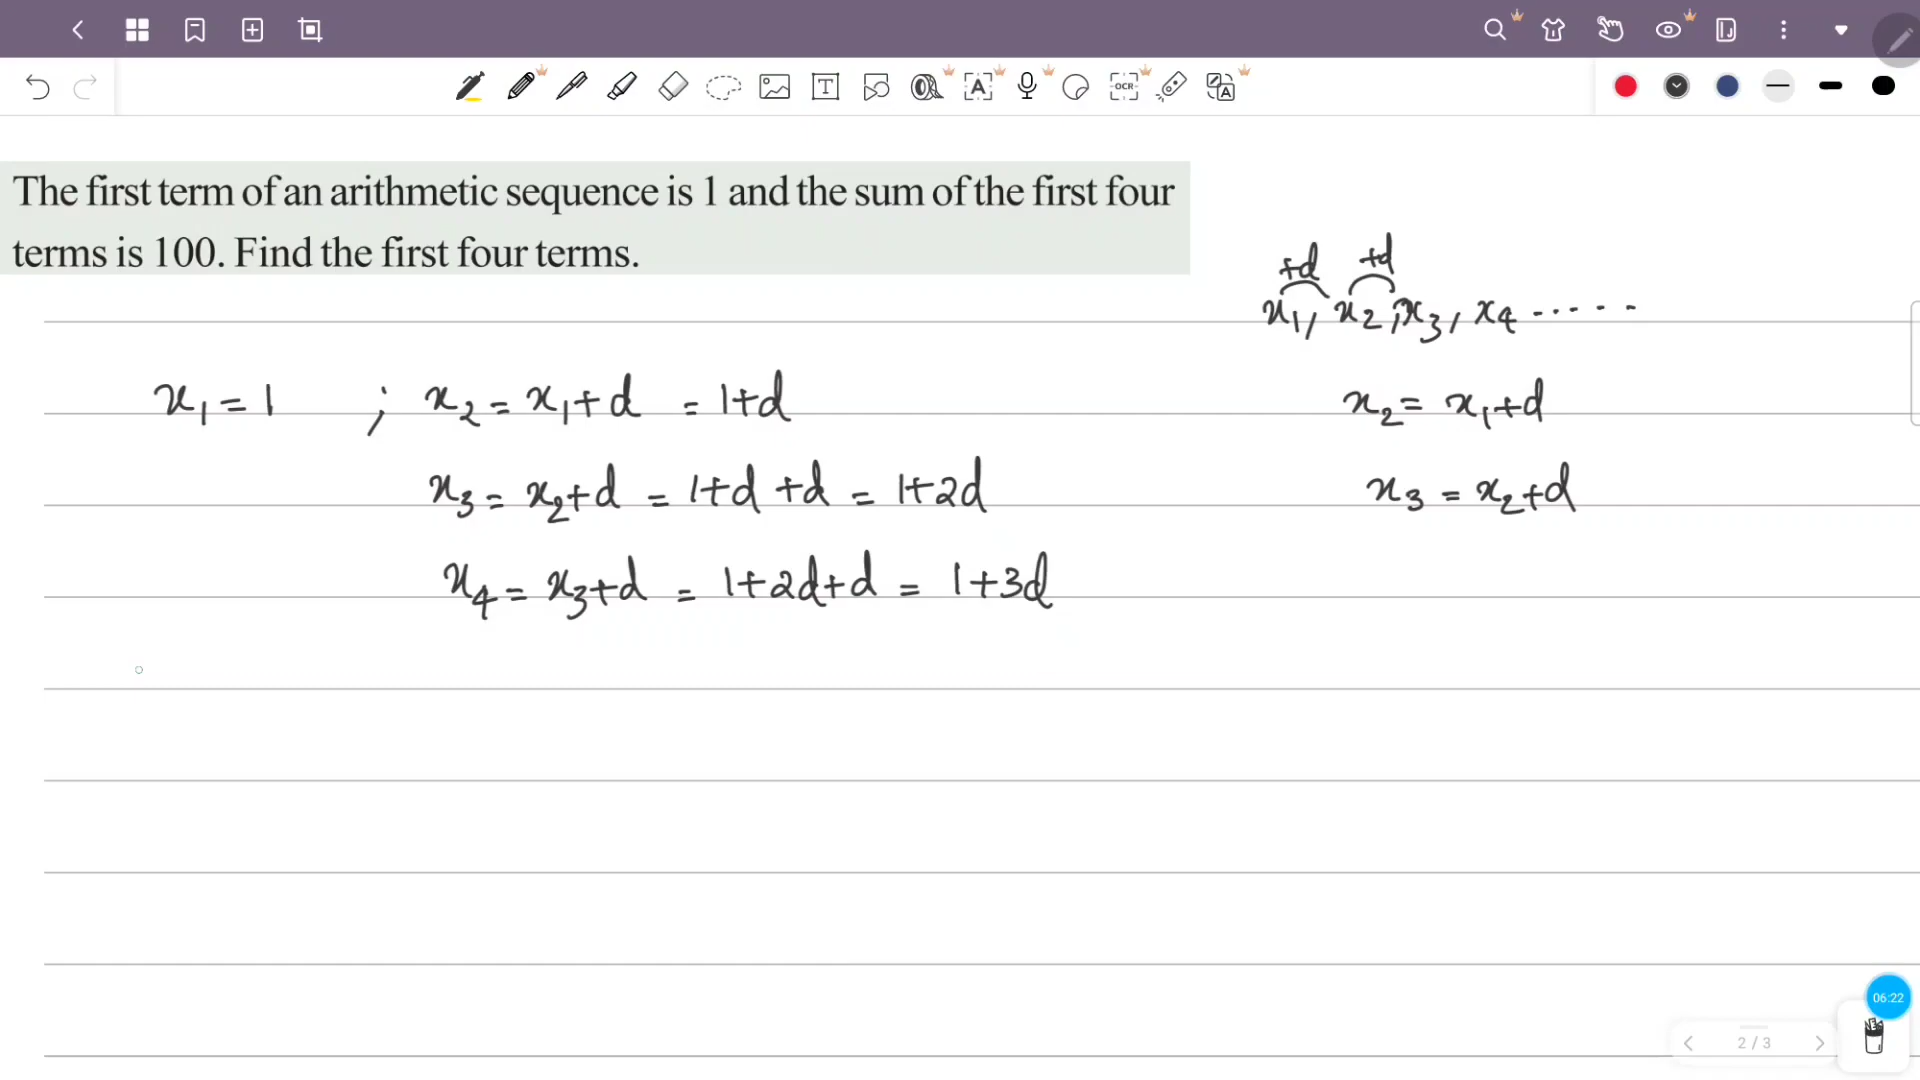 The first term of an arithmetic sequence is 1 and the sum of the first four
terms is 100. Find the first four terms.
+d +d
x₁, x₂, x₃, x₄ ------
x₁ = 1 ; x₂ = x₁+d = 1+d
x₂ = x₁+d
x₃ = x₂+d = 1+d +d = 1+2d
x₃ = x₂+d
x₄ = x₃+d = 1+2d+d = 1+3d
06:22
2 / 3